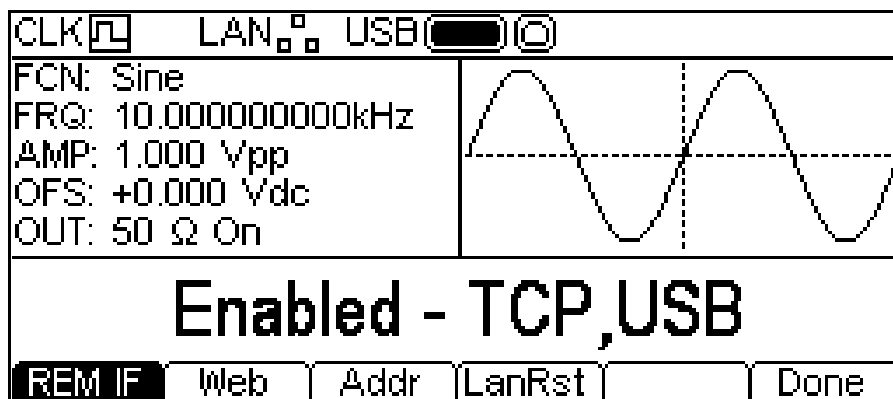 CLK LAN USB
FCN: Sine
FRQ: 10.000000000kHz
AMP: 1.000 Vpp
OFS: +0.000 Vdc
OUT: 50 Ω On
Enabled - TCP,USB
REM IF Web Addr LanRst Done